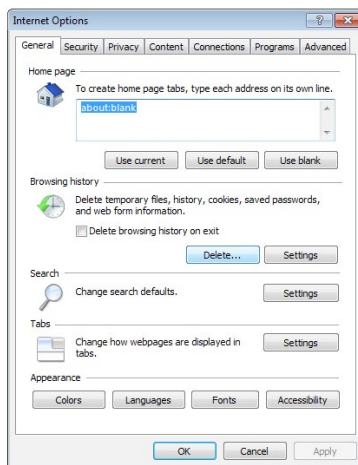 Internet Options
General Security Privacy Content Connections Programs Advanced
Home page
To create home page tabs, type each address on its own line.
about:blank
Use current Use default Use blank
Browsing history
Delete temporary files, history, cookies, saved passwords,
and web form information.
Delete browsing history on exit
Delete... Settings
Search
Change search defaults.
Settings
Tabs
Change how webpages are displayed in
tabs.
Settings
Appearance
Colors Languages Fonts Accessibility
OK Cancel Apply